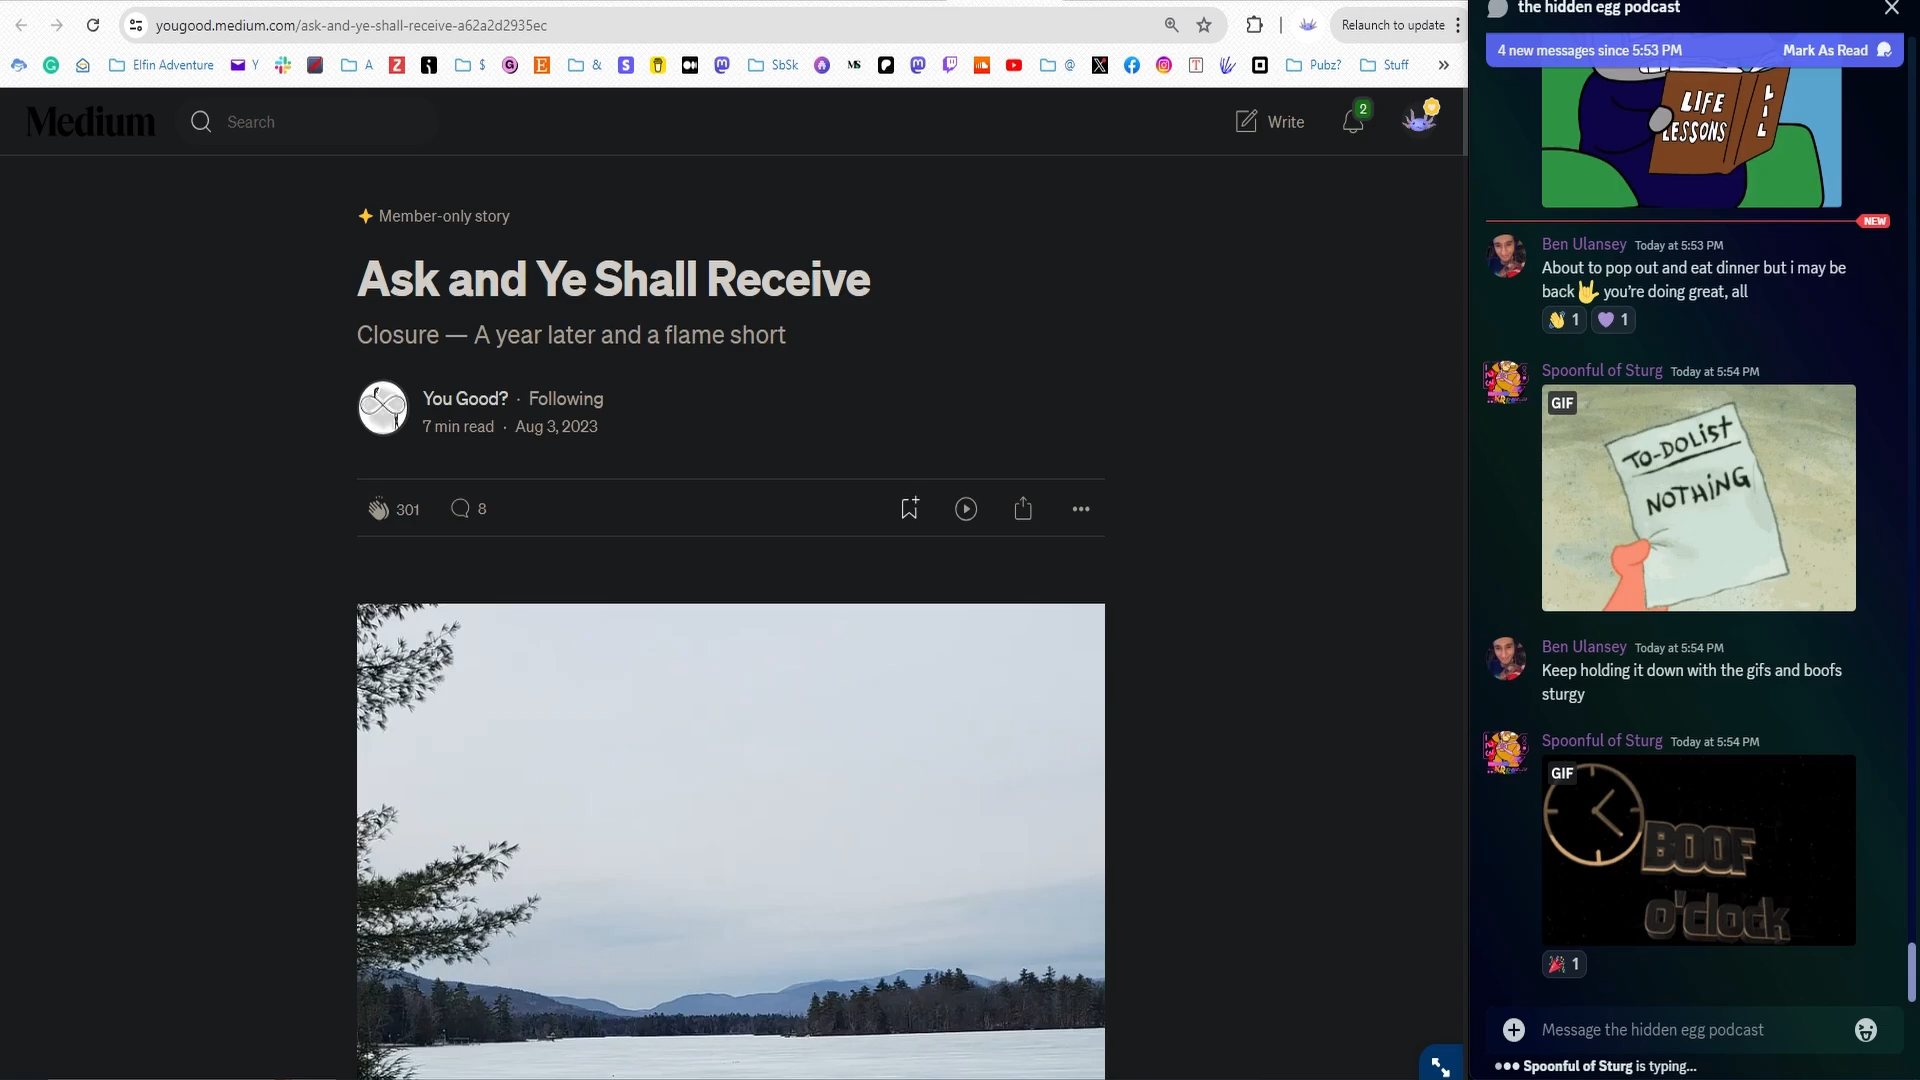 yougood.medium.com/ask-and-ye-shall-receive-a62a2d2935ec
Relaunch to update
Elfin Adventure
Y
A
$
&
SbSk
@
Pubz?
Stuff
Medium
Search
Write
2
Member-only story
Ask and Ye Shall Receive
Closure — A year later and a flame short
You Good? · Following
7 min read · Aug 3, 2023
301
8
the hidden egg podcast
4 new messages since 5:53 PM
Mark As Read
LIFE
LESSONS
NEW
Ben Ulansey Today at 5:53 PM
About to pop out and eat dinner but i may be
back 🤟 you're doing great, all
👋 1 💜 1
Spoonful of Sturg Today at 5:54 PM
GIF
TO-DO LIST
NOTHING
Ben Ulansey Today at 5:54 PM
Keep holding it down with the gifs and boofs
sturgy
Spoonful of Sturg Today at 5:54 PM
GIF
BOOF
o'clock
🎉 1
Message the hidden egg podcast
Spoonful of Sturg is typing...